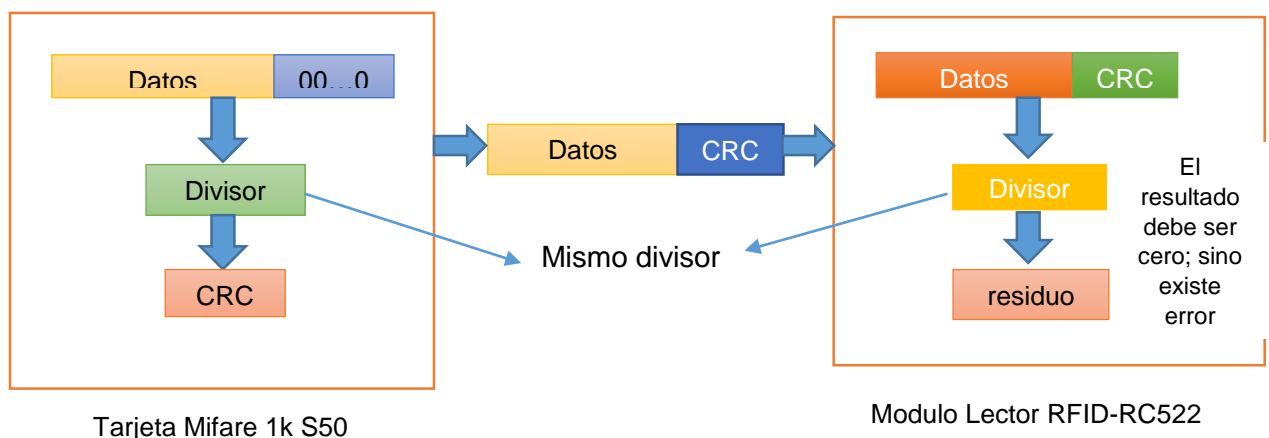 Datos 00…0
Divisor
CRC
Tarjeta Mifare 1k S50
Datos CRC
Mismo divisor
Datos CRC
Divisor
residuo
El
resultado
debe ser
cero; sino
existe
error
Modulo Lector RFID-RC522